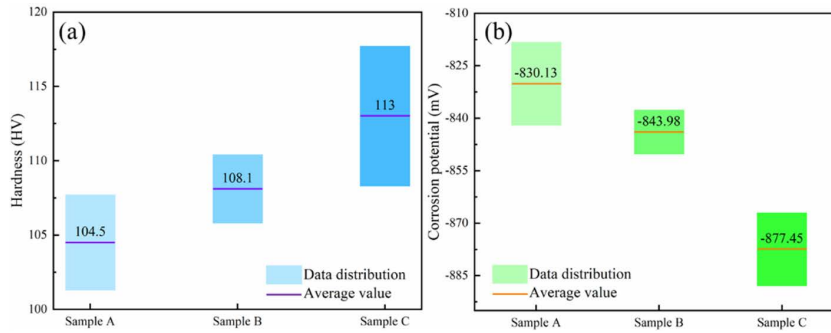 (a)
Hardness (HV)
120
115
110
105
100
104.5
108.1
113
Data distribution
Average value
Sample A
Sample B
Sample C
(b)
Corrosion potential (mV)
-810
-825
-840
-855
-870
-885
-830.13
-843.98
-877.45
Data distribution
Average value
Sample A
Sample B
Sample C